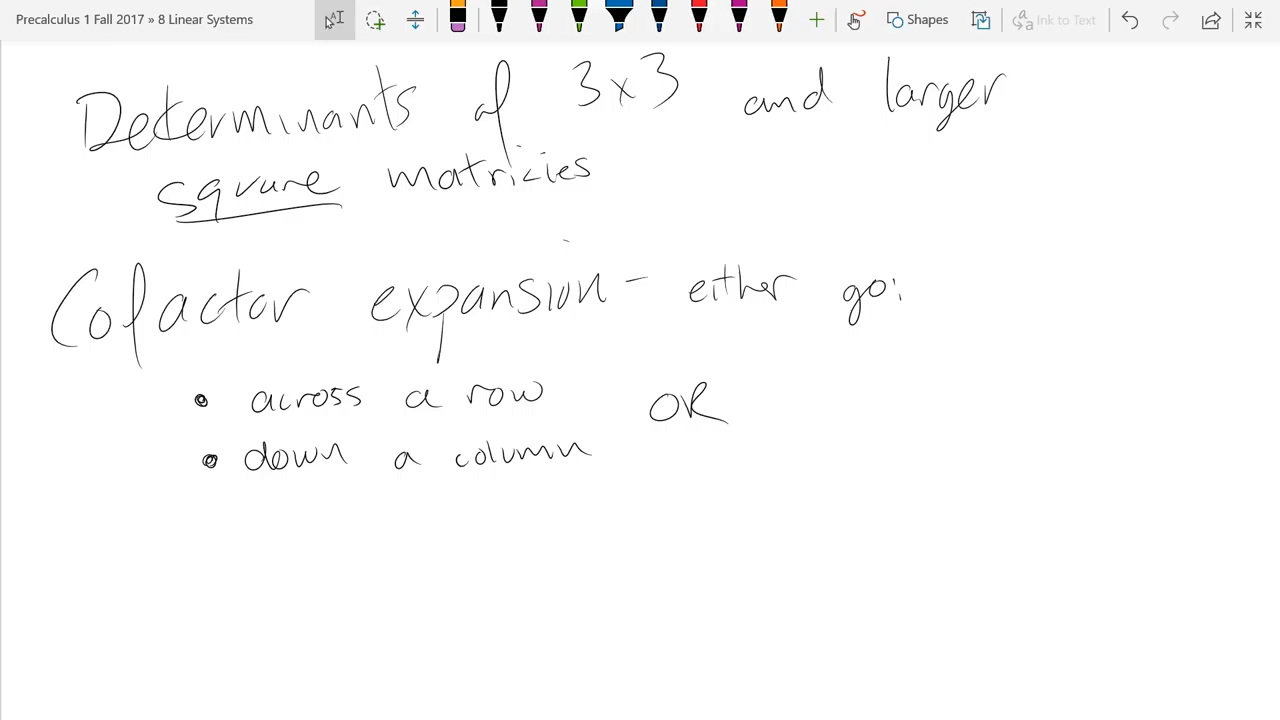 Precalculus 1 Fall 2017 » 8 Linear Systems
Shapes
Ink to Text
Determinants of 3x3 and larger
square matricies
Cofactor expansion - either go:
• across a row OR
• down a column